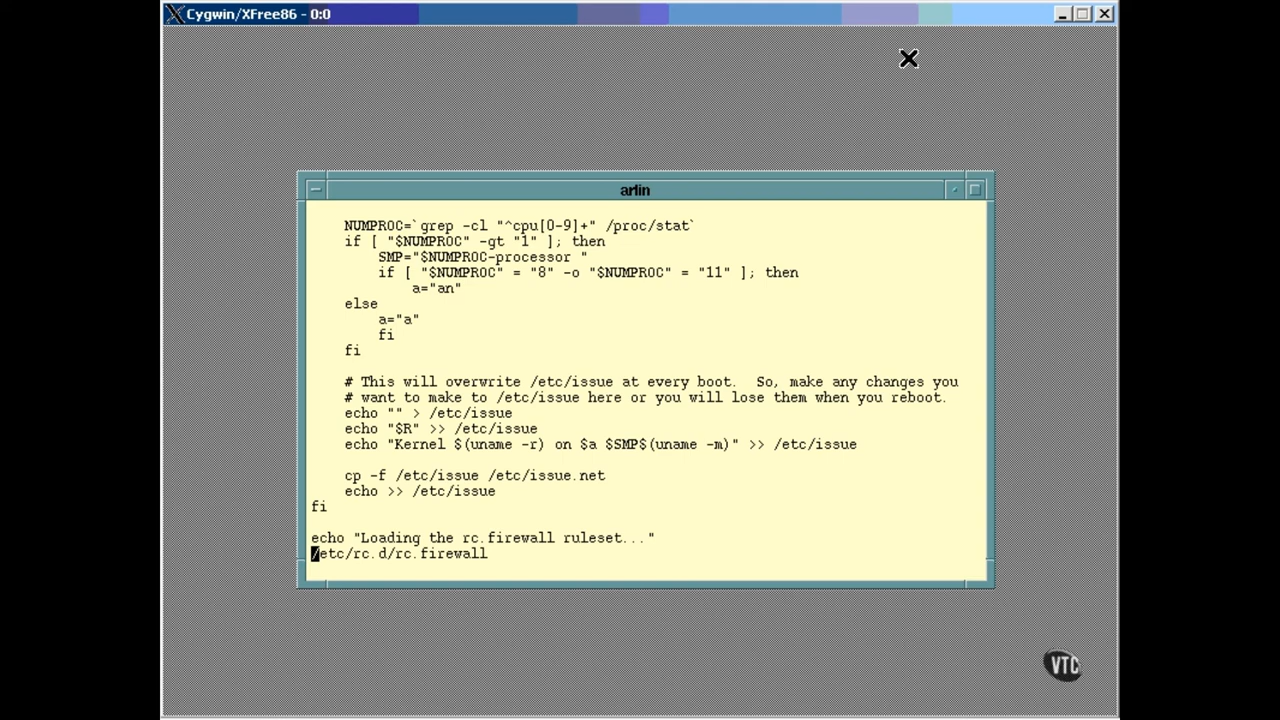 Cygwin/XFree86 - 0:0
arlin
NUMPROC=`grep -cl "^cpu[0-9]+" /proc/stat`
if [ "$NUMPROC" -gt "1" ]; then
SMP="$NUMPROC-processor "
if [ "$NUMPROC" = "8" -o "$NUMPROC" = "11" ]; then
a="an"
else
a="a"
fi
fi
# This will overwrite /etc/issue at every boot.  So, make any changes you
# want to make to /etc/issue here or you will lose them when you reboot.
echo "" > /etc/issue
echo "$R" >> /etc/issue
echo "Kernel $(uname -r) on $a $SMP$(uname -m)" >> /etc/issue
cp -f /etc/issue /etc/issue.net
echo >> /etc/issue
fi
echo "Loading the rc.firewall ruleset..."
/etc/rc.d/rc.firewall
VTC